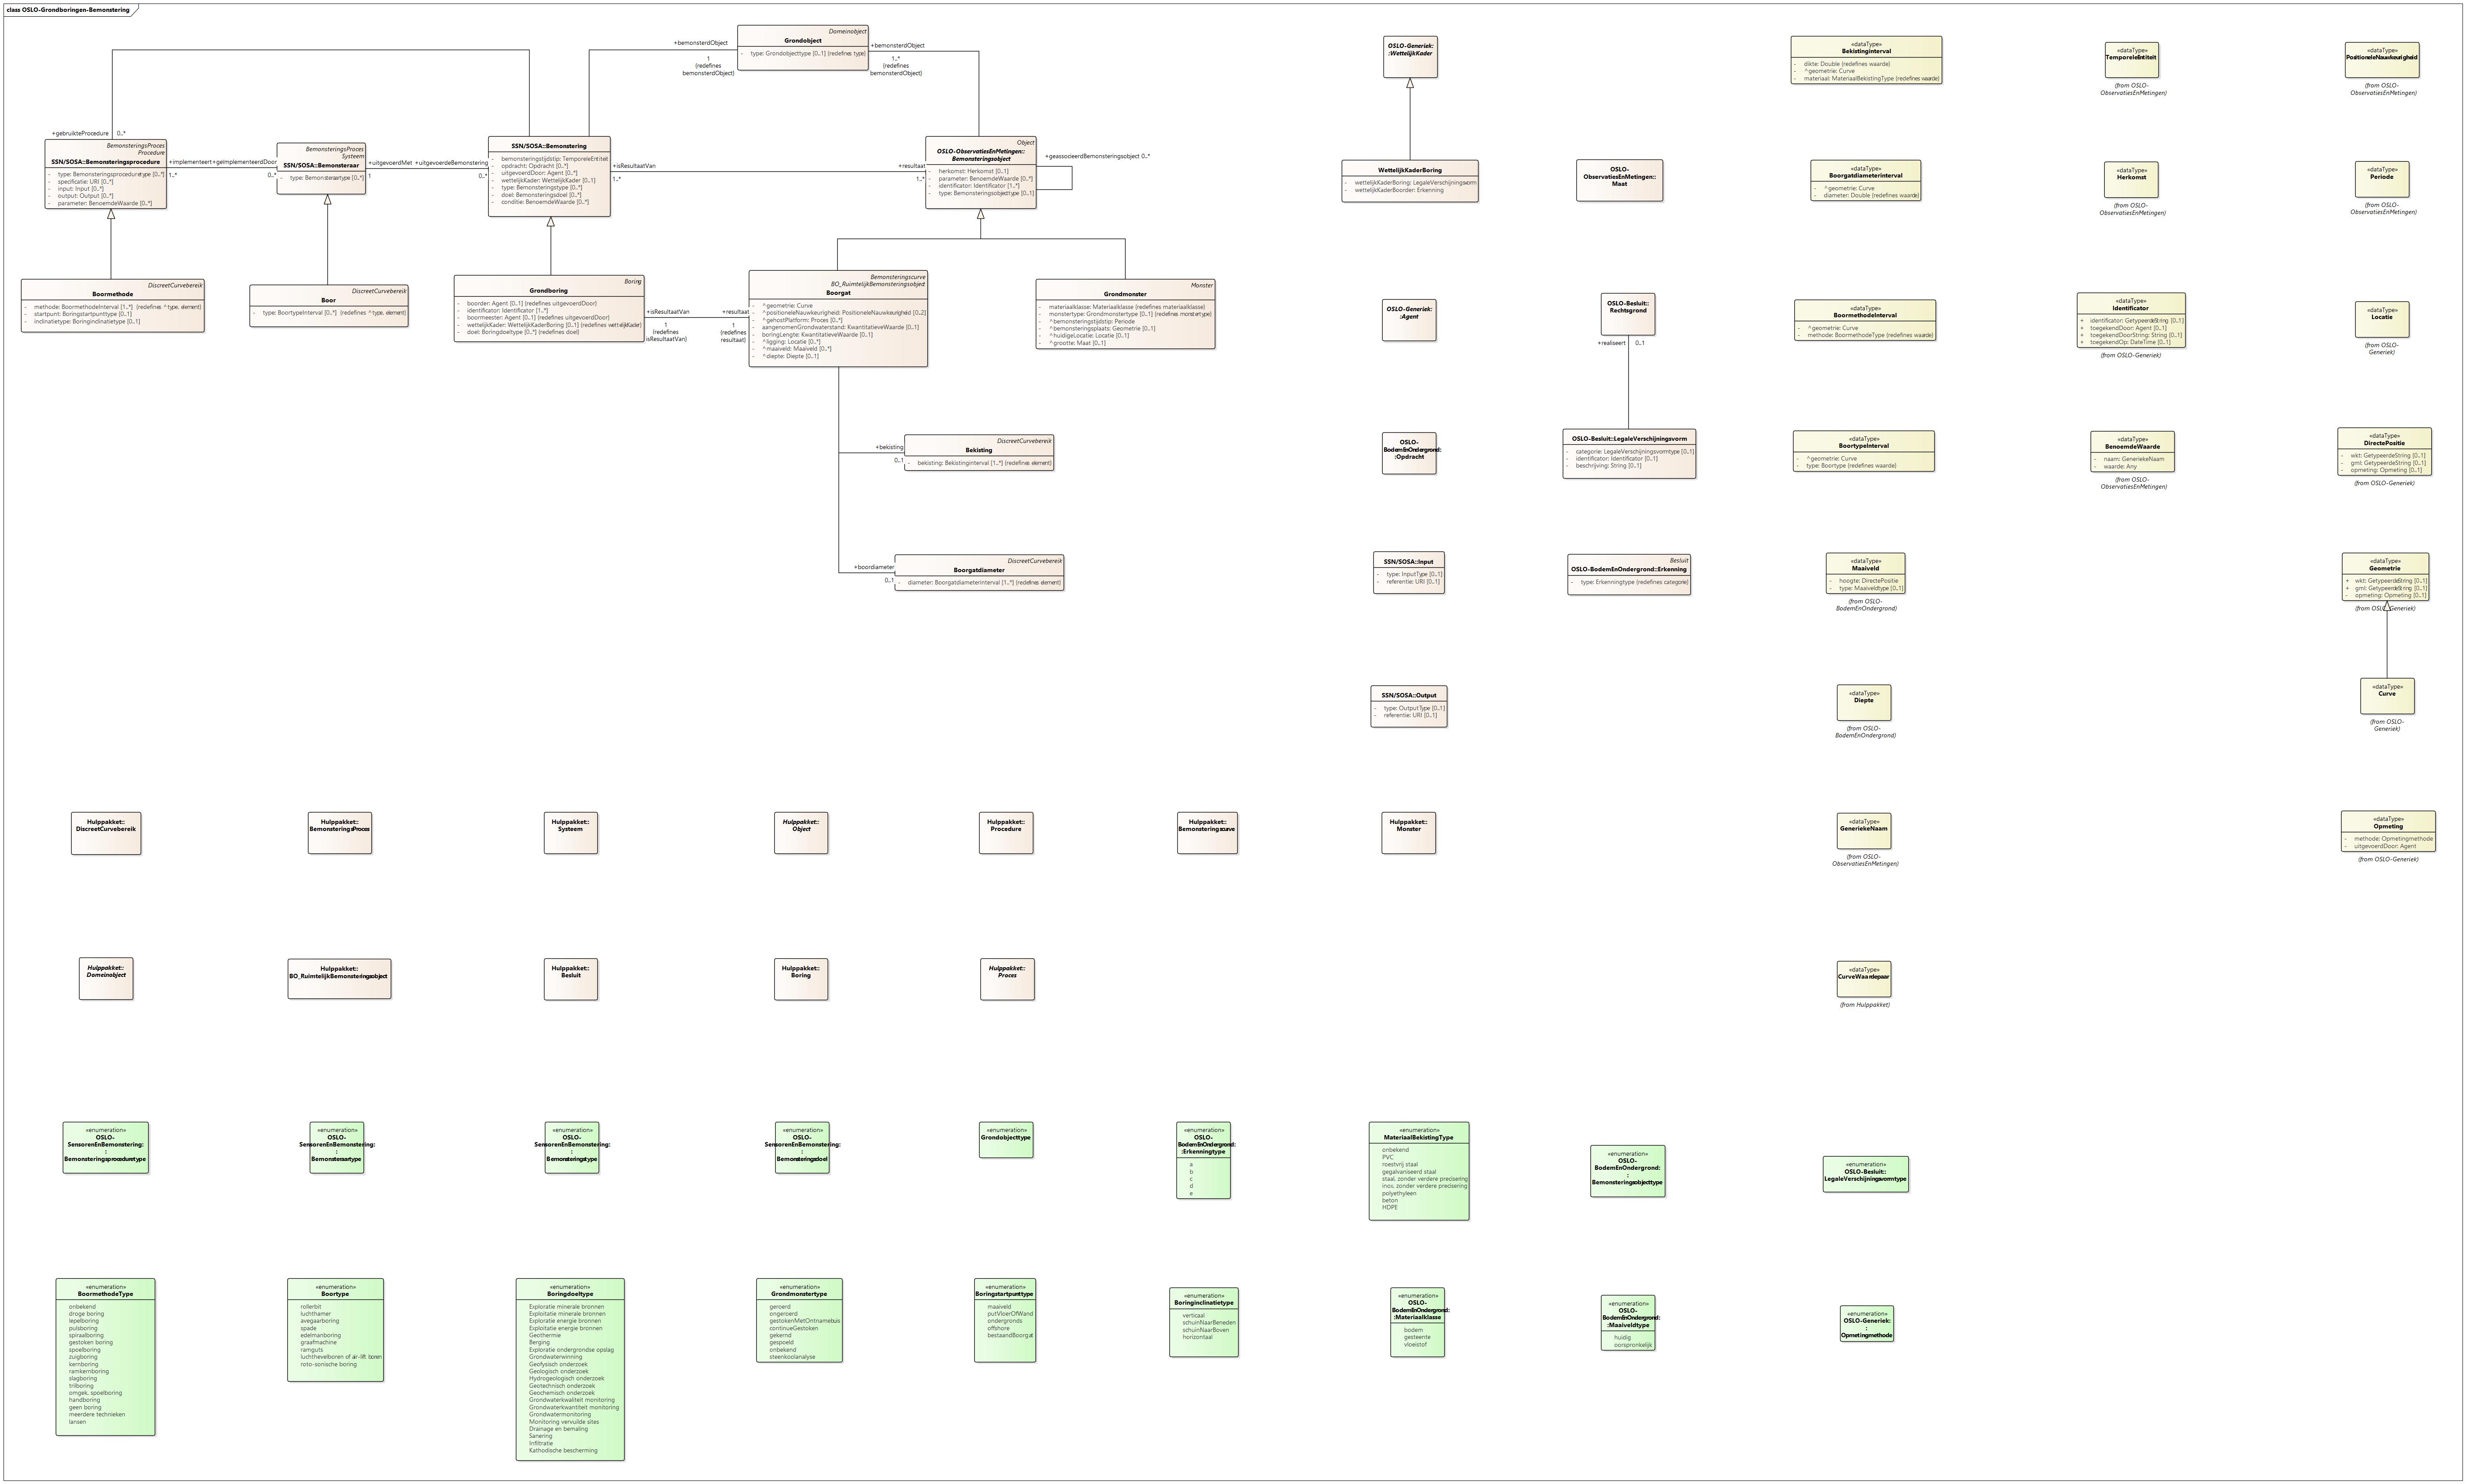 class OSLO-Grondboringen-Bemonstering
Domeinobject
Grondobject
- type: Grondobjecttype [0..1] {redefines type}
+bemonsterdObject
1
{redefines
bemonsterdObject}
+bemonsterdObject
1..*
{redefines
bemonsterdObject}
+gebruikteProcedure 0..*
BemonsteringsProces
Procedure
SSN/SOSA::Bemonsteringsprocedure
- type: Bemonsteringsproceduretype [0..*]
- specificatie: URI [0..*]
- input: Input [0..*]
- output: Output [0..*]
- parameter: BenoemdeWaarde [0..*]
+implementeert
1..*
+geïmplementeerdDoor
0..*
BemonsteringsProces
Systeem
SSN/SOSA::Bemonsteraar
- type: Bemonsteraartype [0..*]
+uitgevoerdMet
1
+uitgevoerdeBemonstering
0..*
SSN/SOSA::Bemonstering
- bemonsteringstijdstip: TemporeleEntiteit
- opdracht: Opdracht [0..*]
- uitgevoerdDoor: Agent [0..*]
- wettelijkKader: WettelijkKader [0..1]
- type: Bemonsteringstype [0..*]
- doel: Bemonsteringsdoel [0..*]
- conditie: BenoemdeWaarde [0..*]
+isResultaatVan
1..*
+resultaat
1..*
Object
OSLO-ObservatiesEnMetingen::
Bemonsteringsobject
- herkomst: Herkomst [0..1]
- parameter: BenoemdeWaarde [0..*]
- identificator: Identificator [1..*]
- type: Bemonsteringsobjecttype [0..1]
+geassocieerdBemonsteringsobject 0..*
DiscreetCurvebereik
Boormethode
- methode: BoormethodeInterval [1..*] {redefines ^type, element}
- startpunt: Boringstartpunttype [0..1]
- inclinatietype: Boringinclinatietype [0..1]
DiscreetCurvebereik
Boor
- type: BoortypeInterval [0..*] {redefines ^type, element}
Boring
Grondboring
- boorder: Agent [0..1] {redefines uitgevoerdDoor}
- identificator: Identificator [1..*]
- boormeester: Agent [0..1] {redefines uitgevoerdDoor}
- wettelijkKader: WettelijkKaderBoring [0..1] {redefines wettelijkKader}
- doel: Boringdoeltype [0..*] {redefines doel}
+isResultaatVan
1
{redefines
isResultaatVan}
+resultaat
1
{redefines
resultaat}
Bemonsteringscurve
BO_RuimtelijkBemonsteringsobject
Boorgat
- ^geometrie: Curve
- ^positioneleNauwkeurigheid: PositioneleNauwkeurigheid [0..2]
- ^gehostPlatform: Proces [0..*]
- aangenomenGrondwaterstand: KwantitatieveWaarde [0..1]
- boringLengte: KwantitatieveWaarde [0..1]
- ^ligging: Locatie [0..*]
- ^maaiveld: Maaiveld [0..*]
- ^diepte: Diepte [0..1]
Monster
Grondmonster
- materiaalklasse: Materiaalklasse {redefines materiaalklasse}
- monstertype: Grondmonstertype [0..1] {redefines monstertype}
- ^bemonsteringstijdstip: Periode
- ^bemonsteringsplaats: Geometrie [0..1]
- ^huidigeLocatie: Locatie [0..1]
- ^grootte: Maat [0..1]
+bekisting
0..1
DiscreetCurvebereik
Bekisting
- bekisting: Bekistinginterval [1..*] {redefines element}
+boordiameter
0..1
DiscreetCurvebereik
Boorgatdiameter
- diameter: Boorgatdiameterinterval [1..*] {redefines element}
OSLO-Generiek:
:WettelijkKader
WettelijkKaderBoring
- wettelijkKaderBoring: LegaleVerschijningsvorm
- wettelijkKaderBoorder: Erkenning
OSLO-
ObservatiesEnMetingen::
Maat
OSLO-Generiek:
:Agent
OSLO-Besluit::
Rechtsgrond
+realiseert 0..1
OSLO-
BodemEnOndergrond:
:Opdracht
OSLO-Besluit::LegaleVerschijningsvorm
- categorie: LegaleVerschijningsvormtype [0..1]
- identificator: Identificator [0..1]
- beschrijving: String [0..1]
SSN/SOSA::Input
- type: InputType [0..1]
- referentie: URI [0..1]
Besluit
OSLO-BodemEnOndergrond::Erkenning
- type: Erkenningtype {redefines categorie}
SSN/SOSA::Output
- type: OutputType [0..1]
- referentie: URI [0..1]
«dataType»
Bekistinginterval
- dikte: Double {redefines waarde}
- ^geometrie: Curve
- materiaal: MateriaalBekistingType {redefines waarde}
«dataType»
TemporeleEntiteit
(from OSLO-
ObservatiesEnMetingen)
«dataType»
PositioneleNauwkeurigheid
(from OSLO-
ObservatiesEnMetingen)
«dataType»
Boorgatdiameterinterval
- ^geometrie: Curve
- diameter: Double {redefines waarde}
«dataType»
Herkomst
(from OSLO-
ObservatiesEnMetingen)
«dataType»
Periode
(from OSLO-
ObservatiesEnMetingen)
«dataType»
BoormethodeInterval
- ^geometrie: Curve
- methode: BoormethodeType {redefines waarde}
«dataType»
Identificator
+ identificator: GetypeerdeString [0..1]
+ toegekendDoor: Agent [0..1]
+ toegekendDoorString: String [0..1]
+ toegekendOp: DateTime [0..1]
(from OSLO-Generiek)
«dataType»
Locatie
(from OSLO-
Generiek)
«dataType»
BoortypeInterval
- ^geometrie: Curve
- type: Boortype {redefines waarde}
«dataType»
BenoemdeWaarde
- naam: GeneriekeNaam
- waarde: Any
(from OSLO-
ObservatiesEnMetingen)
«dataType»
DirectePositie
- wkt: GetypeerdeString [0..1]
- gml: GetypeerdeString [0..1]
- opmeting: Opmeting [0..1]
(from OSLO-Generiek)
«dataType»
Maaiveld
- hoogte: DirectePositie
- type: Maaiveldtype [0..1]
(from OSLO-
BodemEnOndergrond)
«dataType»
Geometrie
+ wkt: GetypeerdeString [0..1]
+ gml: GetypeerdeString [0..1]
- opmeting: Opmeting [0..1]
(from OSLO-Generiek)
«dataType»
Diepte
(from OSLO-
BodemEnOndergrond)
«dataType»
Curve
(from OSLO-
Generiek)
Hulppakket::
DiscreetCurvebereik
Hulppakket::
BemonsteringsProces
Hulppakket::
Systeem
Hulppakket::
Object
Hulppakket::
Procedure
Hulppakket::
Bemonsteringscurve
Hulppakket::
Monster
«dataType»
GeneriekeNaam
(from OSLO-
ObservatiesEnMetingen)
«dataType»
Opmeting
- methode: Opmetingmethode
- uitgevoerdDoor: Agent
(from OSLO-Generiek)
Hulppakket::
Domeinobject
Hulppakket::
BO_RuimtelijkBemonsteringsobject
Hulppakket::
Besluit
Hulppakket::
Boring
Hulppakket::
Proces
«dataType»
CurveWaardepaar
(from Hulppakket)
«enumeration»
OSLO-
SensorenEnBemonstering:
:
Bemonsteringsproceduretype
«enumeration»
OSLO-
SensorenEnBemonstering:
:
Bemonsteraartype
«enumeration»
OSLO-
SensorenEnBemonstering:
:
Bemonsteringstype
«enumeration»
OSLO-
SensorenEnBemonstering:
:
Bemonsteringsdoel
«enumeration»
Grondobjecttype
«enumeration»
OSLO-
BodemEnOndergrond:
:Erkenningtype
a
b
c
d
e
«enumeration»
MateriaalBekistingType
onbekend
PVC
roestvrij staal
gegalvaniseerd staal
staal, zonder verdere precisering
inox, zonder verdere precisering
polyethyleen
beton
HDPE
«enumeration»
OSLO-
BodemEnOndergrond:
:
Bemonsteringsobjecttype
«enumeration»
OSLO-Besluit::
LegaleVerschijningsvormtype
«enumeration»
BoormethodeType
onbekend
droge boring
lepelboring
pulsboring
spiraalboring
gestoken boring
spoelboring
zuigboring
kernboring
ramkernboring
slagboring
trilboring
omgek. spoelboring
handboring
geen boring
meerdere technieken
lansen
«enumeration»
Boortype
rollerbit
luchthamer
avegaarboring
spade
edelmanboring
graafmachine
ramguts
luchthevelboren of air-lift boren
roto-sonische boring
«enumeration»
Boringdoeltype
Exploratie minerale bronnen
Exploitatie minerale bronnen
Exploratie energie bronnen
Exploitatie energie bronnen
Geothermie
Berging
Exploratie ondergrondse opslag
Grondwaterwinning
Geofysisch onderzoek
Geologisch onderzoek
Hydrogeologisch onderzoek
Geotechnisch onderzoek
Geochemisch onderzoek
Grondwaterkwaliteit monitoring
Grondwaterkwantiteit monitoring
Grondwatermonitoring
Monitoring vervuilde sites
Drainage en bemaling
Sanering
Infiltratie
Kathodische bescherming
«enumeration»
Grondmonstertype
geroerd
ongeroerd
gestokenMetOntnamebuis
continueGestoken
gekernd
gespoeld
onbekend
steenkoolanalyse
«enumeration»
Boringstartpunttype
maaiveld
putVloerOfWand
ondergronds
offshore
bestaandBoorgat
«enumeration»
Boringinclinatietype
verticaal
schuinNaarBeneden
schuinNaarBoven
horizontaal
«enumeration»
OSLO-
BodemEnOndergrond:
:Materiaalklasse
bodem
gesteente
vloeistof
«enumeration»
OSLO-
BodemEnOndergrond:
:Maaiveldtype
huidig
oorspronkelijk
«enumeration»
OSLO-Generiek:
:
Opmetingmethode